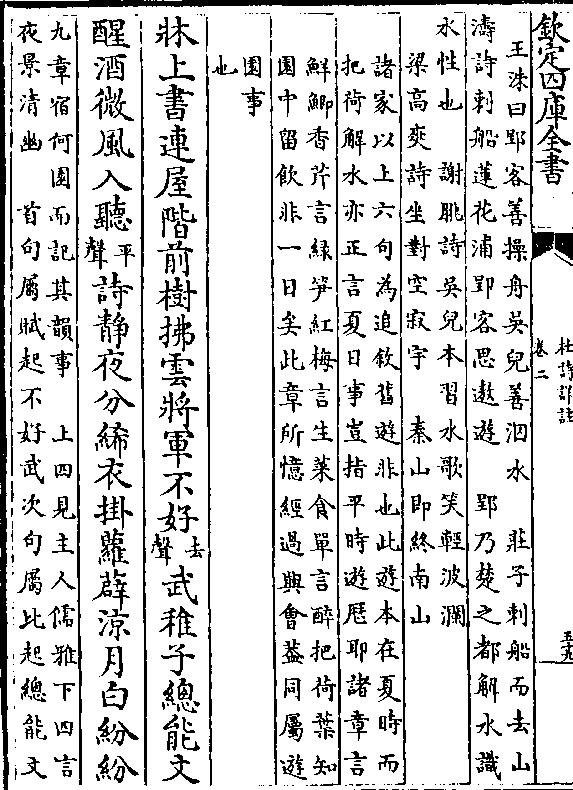 欽定四庫全書
杜詩詳註
卷二
五
王洙曰郢客善操舟吳兒善泗水　莊子刺船而去山
濤詩刺船蓮花浦郢客思遨遊　郢乃楚之都解水識
水性也　謝朓詩吳兒本習水歌笑輕波瀾
梁高爽詩坐對空寂宇　秦山即終南山
諸家以上六句為追敘舊遊非也此遊本在夏時而
把荷解水亦正言夏日事豈指平時遊歷耶諸章言
鮮鯽香芹言綠笋紅梅言生菜食單言醉把荷葉知
園中留飲非一日矣此章所憶經過興會葢同屬遊
園事
也
牀上書連屋階前樹拂雲將軍不好去聲武稚子總能文
醒酒微風入聽平聲詩靜夜分絺衣掛蘿薜涼月白紛紛
九章宿何園而記其韻事　上四見主人儒雅下四言
夜景清幽　首句屬賦起不好武次句屬比起總能文